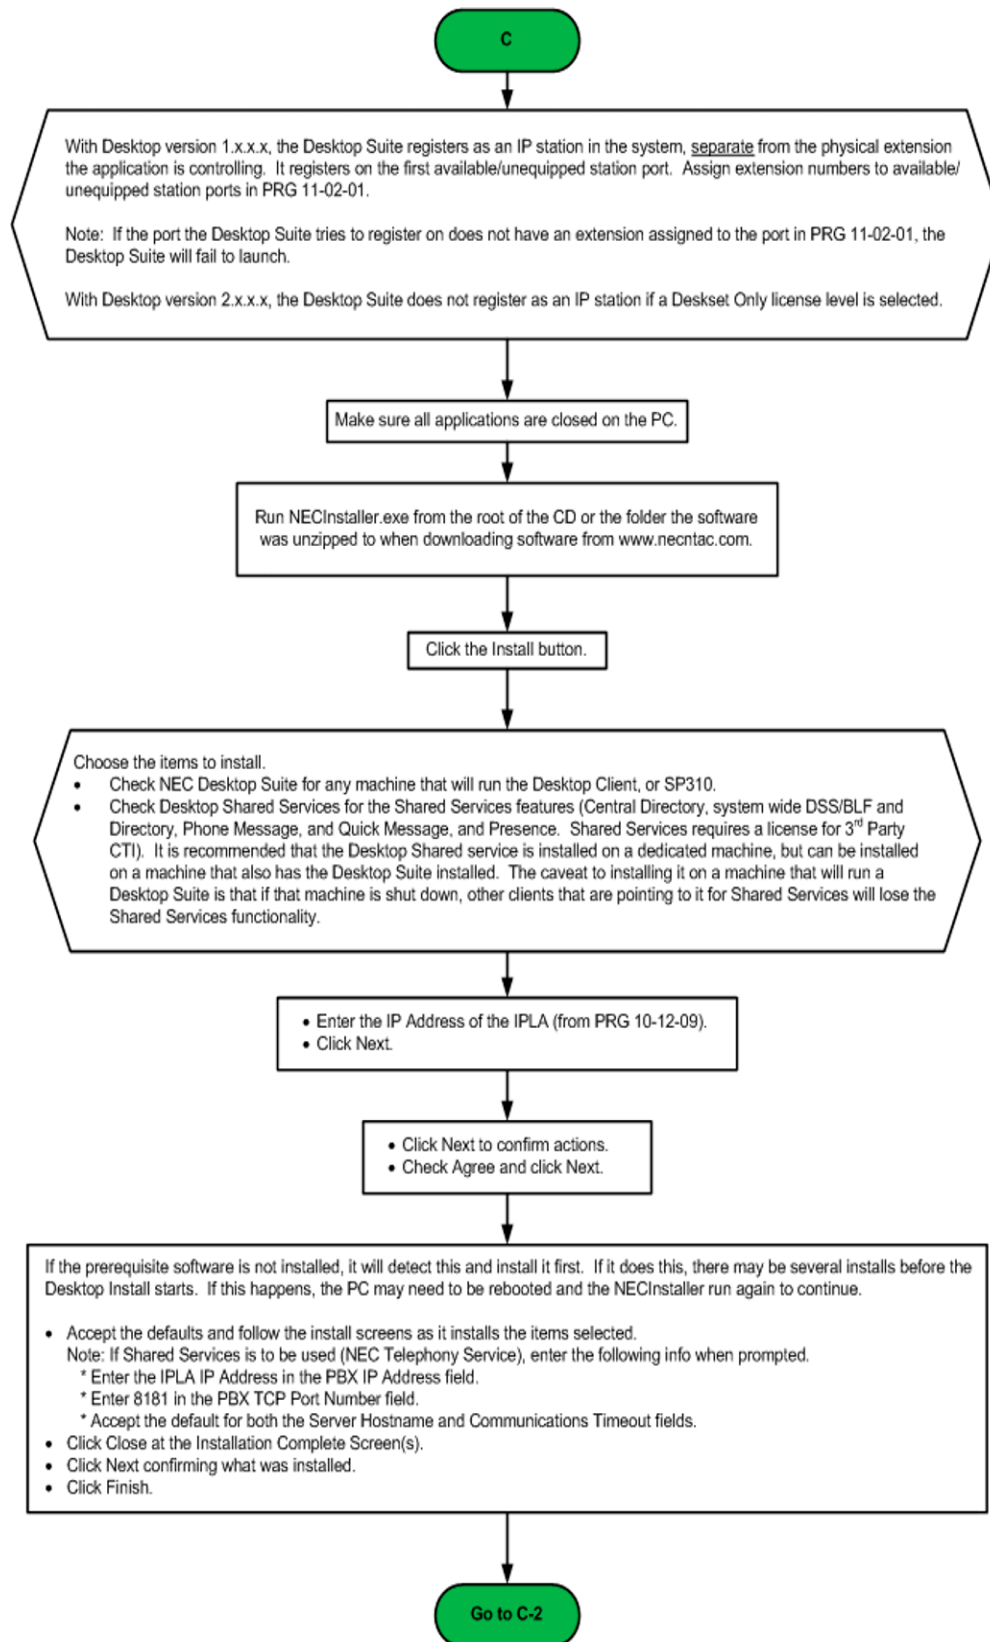 C
With Desktop version 1.x.x.x, the Desktop Suite registers as an IP station in the system, separate from the physical extension
the application is controlling.  It registers on the first available/unequipped station port.  Assign extension numbers to available/
unequipped station ports in PRG 11-02-01.
Note:  If the port the Desktop Suite tries to register on does not have an extension assigned to the port in PRG 11-02-01, the
Desktop Suite will fail to launch.
With Desktop version 2.x.x.x, the Desktop Suite does not register as an IP station if a Deskset Only license level is selected.
Make sure all applications are closed on the PC.
Run NECInstaller.exe from the root of the CD or the folder the software
was unzipped to when downloading software from www.necntac.com.
Click the Install button.
Choose the items to install.
• Check NEC Desktop Suite for any machine that will run the Desktop Client, or SP310.
• Check Desktop Shared Services for the Shared Services features (Central Directory, system wide DSS/BLF and
Directory, Phone Message, and Quick Message, and Presence.  Shared Services requires a license for 3rd Party
CTI).  It is recommended that the Desktop Shared service is installed on a dedicated machine, but can be installed
on a machine that also has the Desktop Suite installed.  The caveat to installing it on a machine that will run a
Desktop Suite is that if that machine is shut down, other clients that are pointing to it for Shared Services will lose the
Shared Services functionality.
• Enter the IP Address of the IPLA (from PRG 10-12-09).
• Click Next.
• Click Next to confirm actions.
• Check Agree and click Next.
If the prerequisite software is not installed, it will detect this and install it first.  If it does this, there may be several installs before the
Desktop Install starts.  If this happens, the PC may need to be rebooted and the NECInstaller run again to continue.
• Accept the defaults and follow the install screens as it installs the items selected.
Note: If Shared Services is to be used (NEC Telephony Service), enter the following info when prompted.
* Enter the IPLA IP Address in the PBX IP Address field.
* Enter 8181 in the PBX TCP Port Number field.
* Accept the default for both the Server Hostname and Communications Timeout fields.
• Click Close at the Installation Complete Screen(s).
• Click Next confirming what was installed.
• Click Finish.
Go to C-2